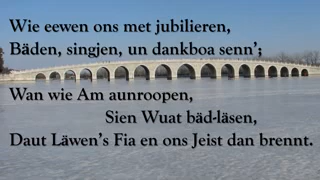 Wie eewen ons met jubilieren,
Bäden, singjen, un dankboa senn’;
Wan wie Am aunroopen,
Sien Wuat bäd-läsen,
Daut Läwen’s Fia en ons Jeist dan brennt.